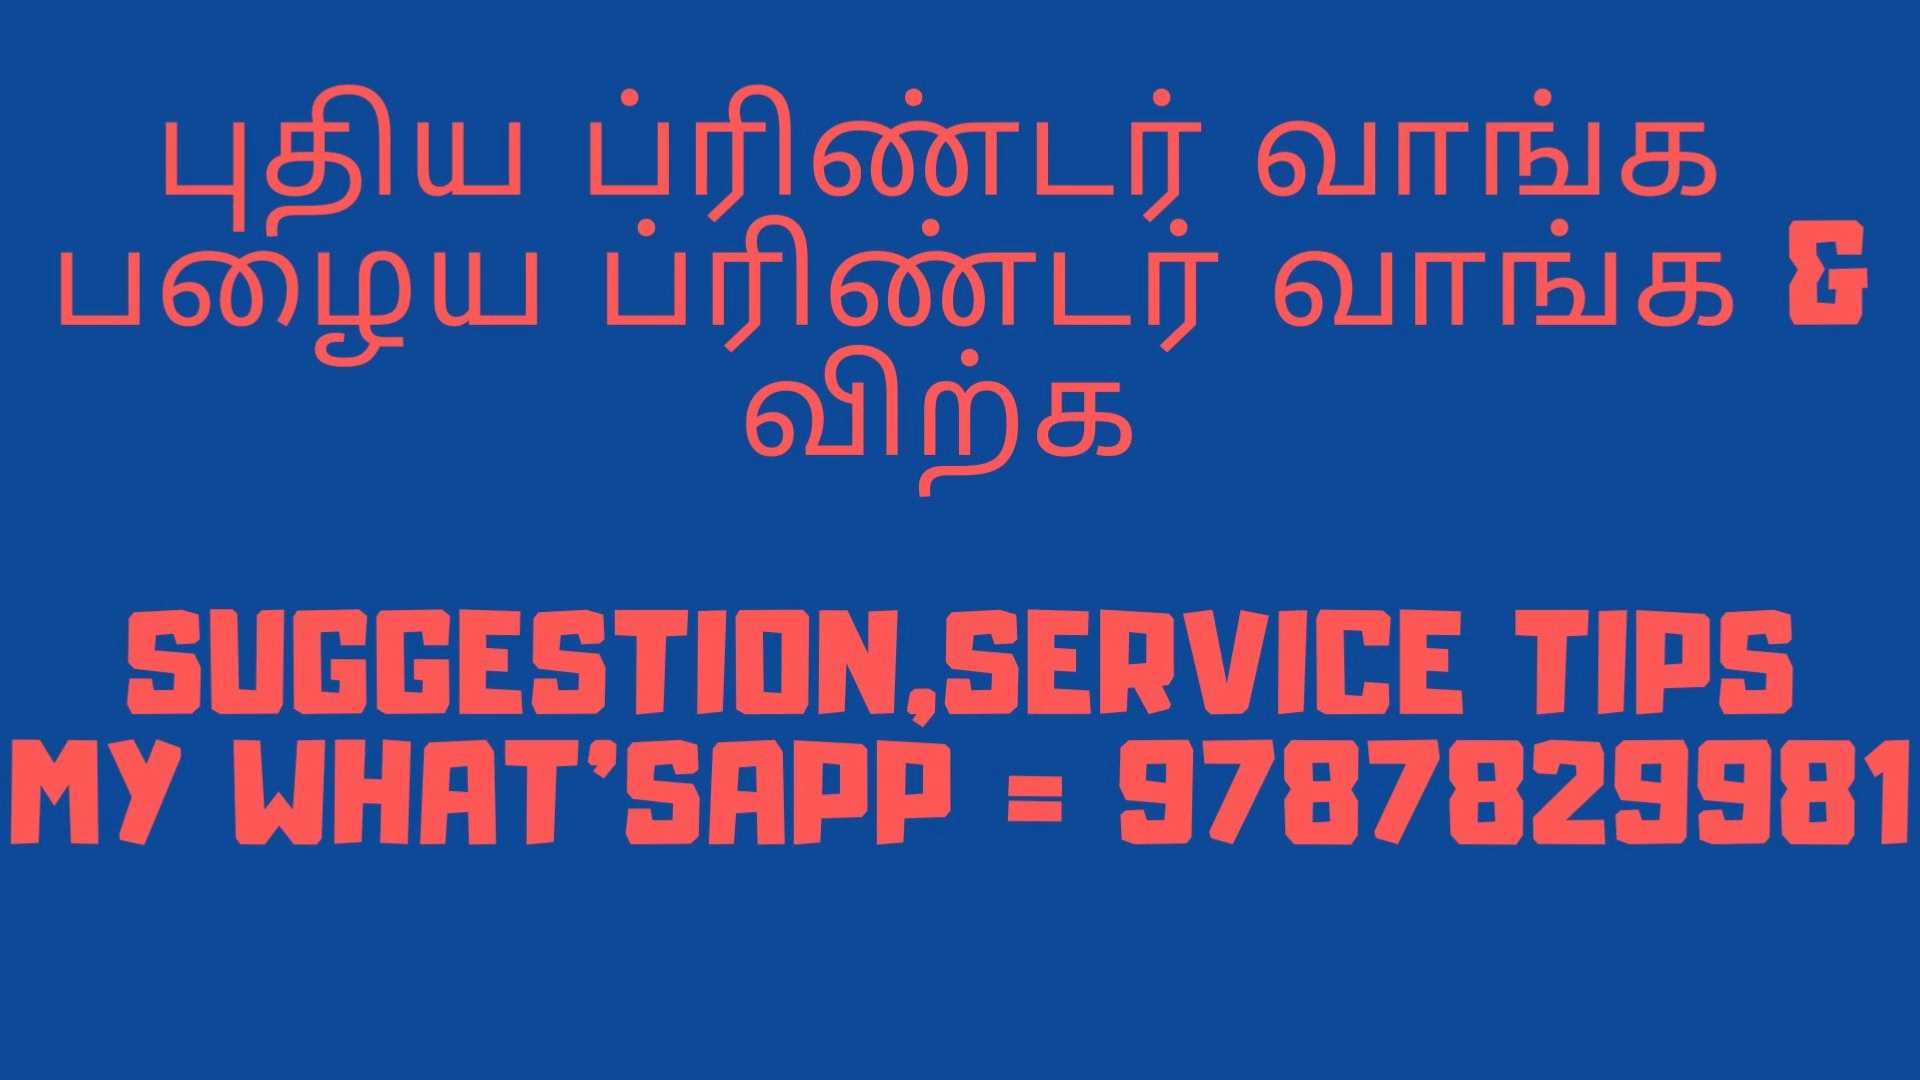 புதிய ப்ரிண்டர் வாங்க
பழைய ப்ரிண்டர் வாங்க &
விற்க
SUGGESTION,SERVICE TIPS
MY WHAT'SAPP = 9787829981